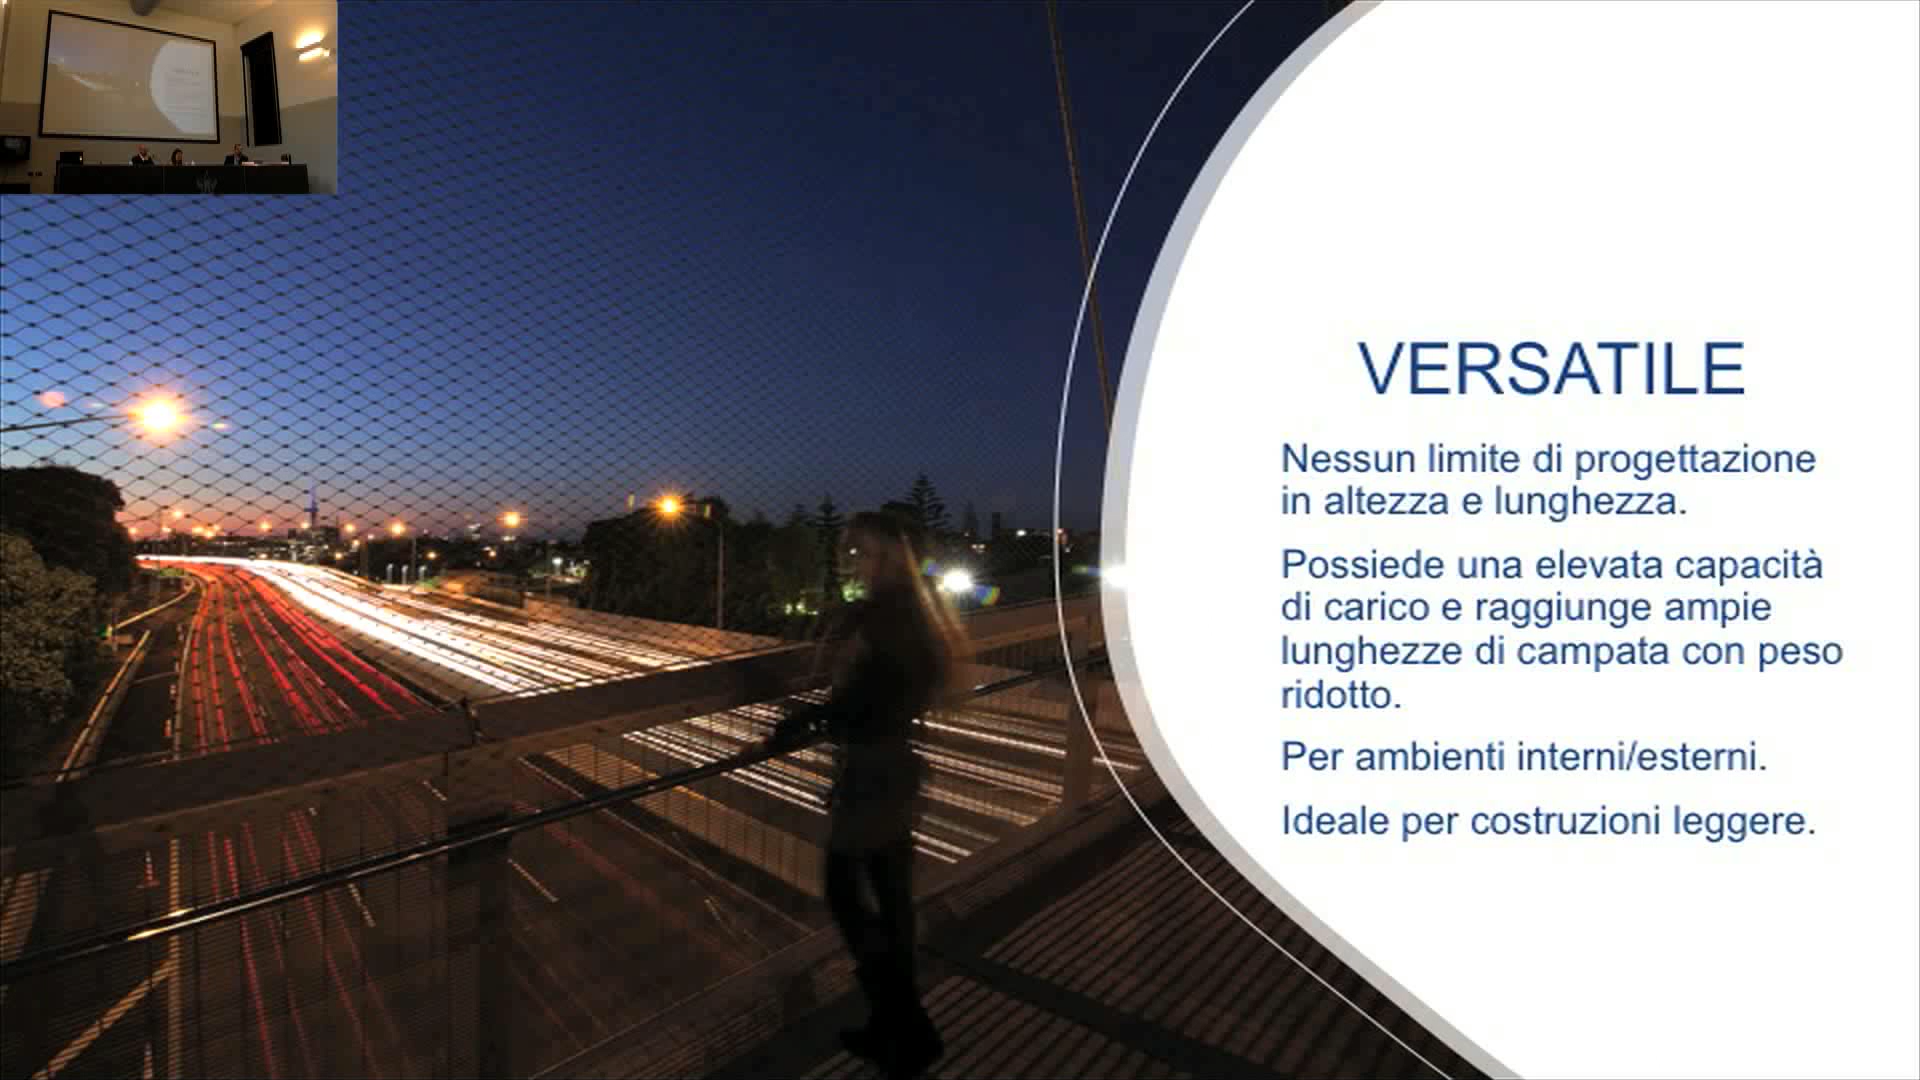 VERSATILE
Nessun limite di progettazione
in altezza e lunghezza.
Possiede una elevata capacità
di carico e raggiunge ampie
lunghezze di campata con peso
ridotto.
Per ambienti interni/esterni.
Ideale per costruzioni leggere.